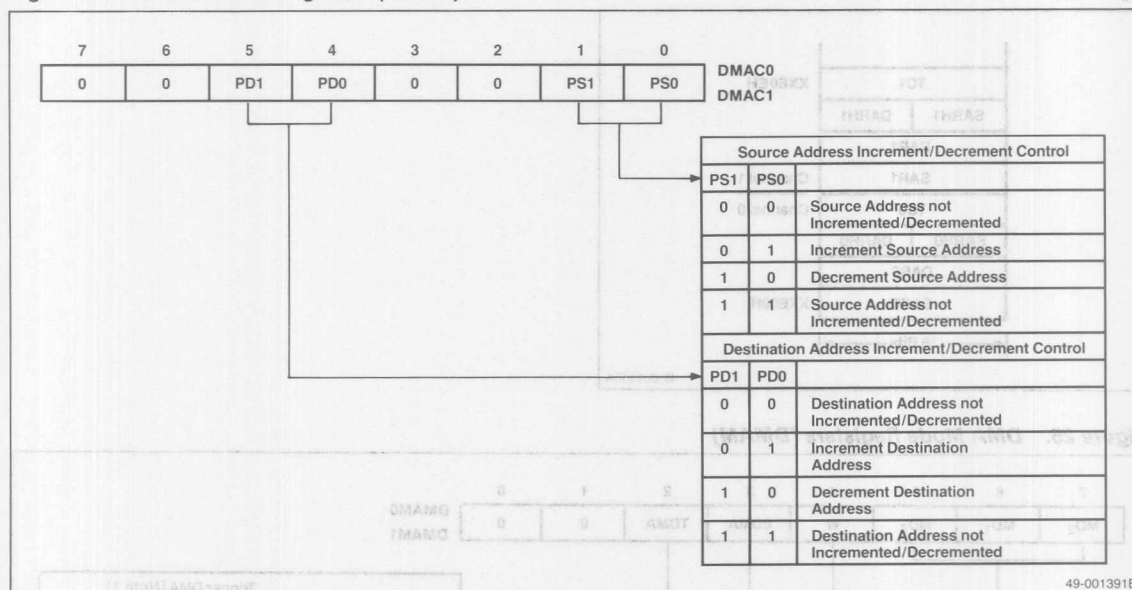 7 6 5 4 3 2 1 0
0 0 PD1 PD0 0 0 PS1 PS0
DMAC0
DMAC1
Source Address Increment/Decrement Control
PS1 PS0
0 0 Source Address not
Incremented/Decremented
0 1 Increment Source Address
1 0 Decrement Source Address
1 1 Source Address not
Incremented/Decremented
Destination Address Increment/Decrement Control
PD1 PD0
0 0 Destination Address not
Incremented/Decremented
0 1 Increment Destination
Address
1 0 Decrement Destination
Address
1 1 Destination Address not
Incremented/Decremented